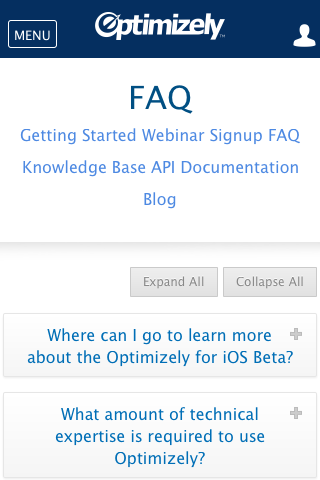 MENU
Optimizely
FAQ
Getting Started Webinar Signup FAQ
Knowledge Base API Documentation
Blog
Expand All
Collapse All
Where can I go to learn more
about the Optimizely for iOS Beta?
What amount of technical
expertise is required to use
Optimizely?